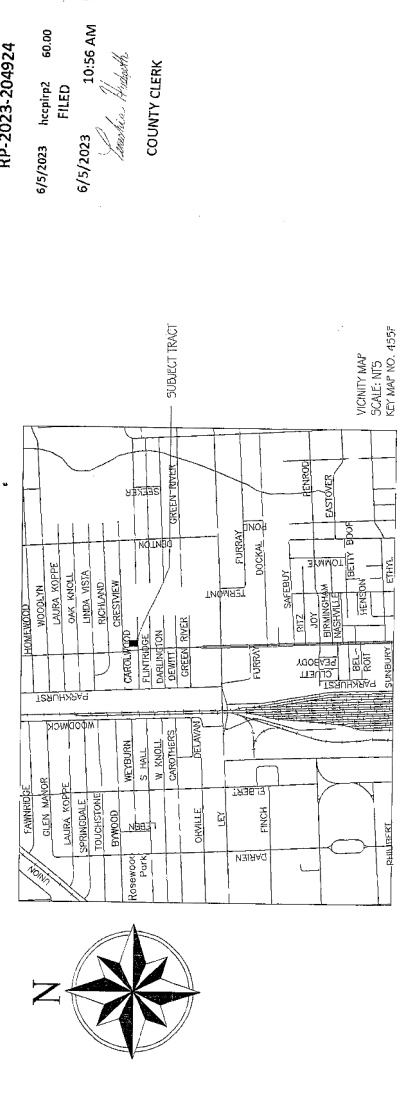 RP-2023-204924
6/5/2023 hccpirp2 60.00
FILED
6/5/2023 10:56 AM
COUNTY CLERK
SUBJECT TRACT
VICINITY MAP
SCALE: NTS
KEY MAP NO. 455F
N
HOMEWOOD
WOODLYN
LAURA KOPPE
OAK KNOLL
LINDA VISTA
RICHLAND
CRESTVIEW
CAROLWOOD
FLINTRIDGE
DARLINGTON
DEWITT
GREEN RIVER
SEEKER
GREEN RIVER
DENTON
PARKHURST
WOODWICK
FAWNRIDGE
GLEN MANOR
LAURA KOPPE
SPRINGDALE
TOUCHSTONE
BYWOOD
UNION
Rosewood
Park
WEYBURN
S HALL
W KNOLL
CAROTHERS
DELAVAN
ORVILLE
LEY
FINCH
ELBERT
DARIEN
PHILIBERT
TERMONT
FURRAY
DOCKAL
POND
FURRAY
SAFEBUY
RITZ
JOY
BIRMINGHAM
NASHVILLE
TOMMYE
PENROD
EASTOVER
BETTY BOOP
HENSON
ETHYL
PEABODY
CLUETT
PARKHURST
BEL-
ROIT
SUNBURY